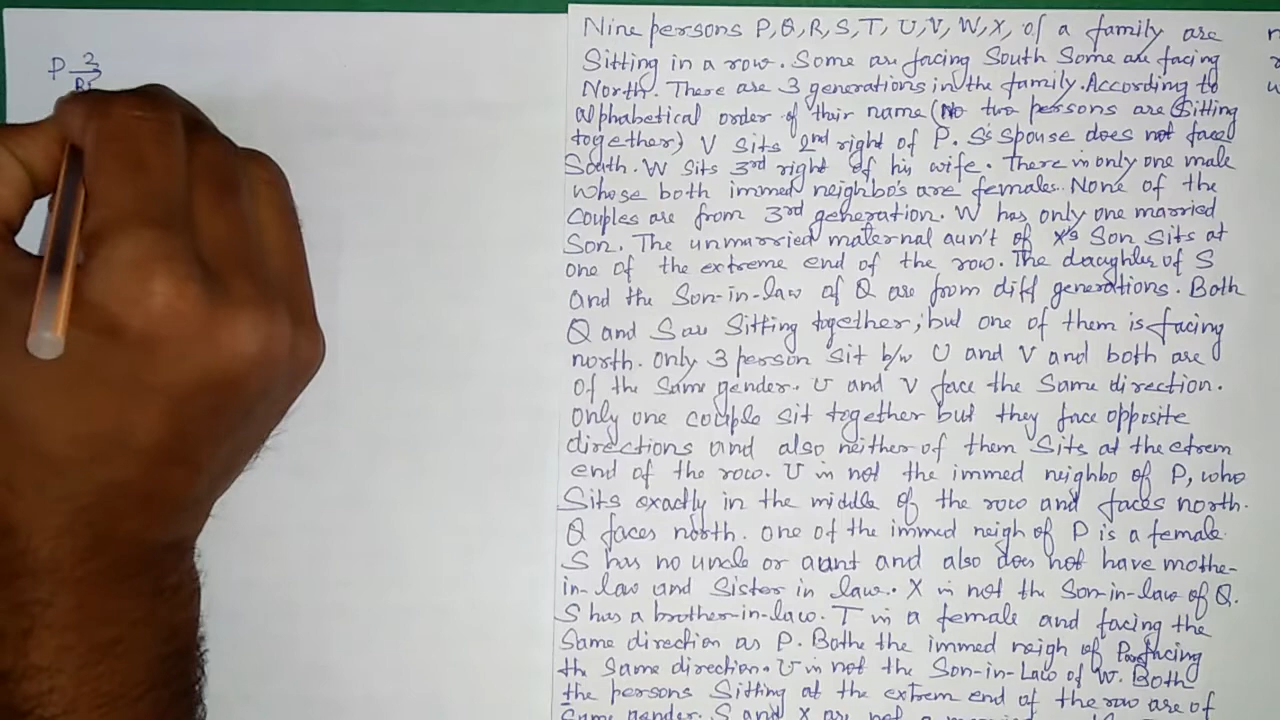 P 2
Ri
Nine persons P,Q,R,S,T, U,V,W,X, of a family are
Sitting in a row. Some are facing South Some are facing
North. There are 3 generations in the family. According to
alphabetical order of their name (No two persons are Sitting
together) V sits 2nd right of P. S's spouse does not face
South. W sits 3rd right of his wife. There is only one male
whose both immed neighbo's are females. None of the
Couples are from 3rd generation. W has only one married
Son. The unmarried maternal aun't of X's Son sits at
one of the extreme end of the row. The daughter of S
and the Son-in-law of Q are from diff generations. Both
Q and S are Sitting together, but one of them is facing
north. only 3 person sit b/w U and V and both are
of the Same gender. U and V face the Same direction.
only one couple sit together but they face opposite
directions and also neither of them Sits at the etrem
end of the row. U is not the immed neighbo of P, who
Sits exactly in the middle of the row and faces north.
Q faces north. one of the immed neigh of P is a female.
S has no uncle or aunt and also does not have mothe-
in-law and Sister in law. X is not the Son-in-law of Q.
S has a brother-in-law. T is a female and facing the
Same direction as P. Bothe the immed neigh of P are facing
the Same direction. U is not the Son-in-Law of W. Both
the persons Sitting at the extrem end of the row are of
Same gender. S and X are not a